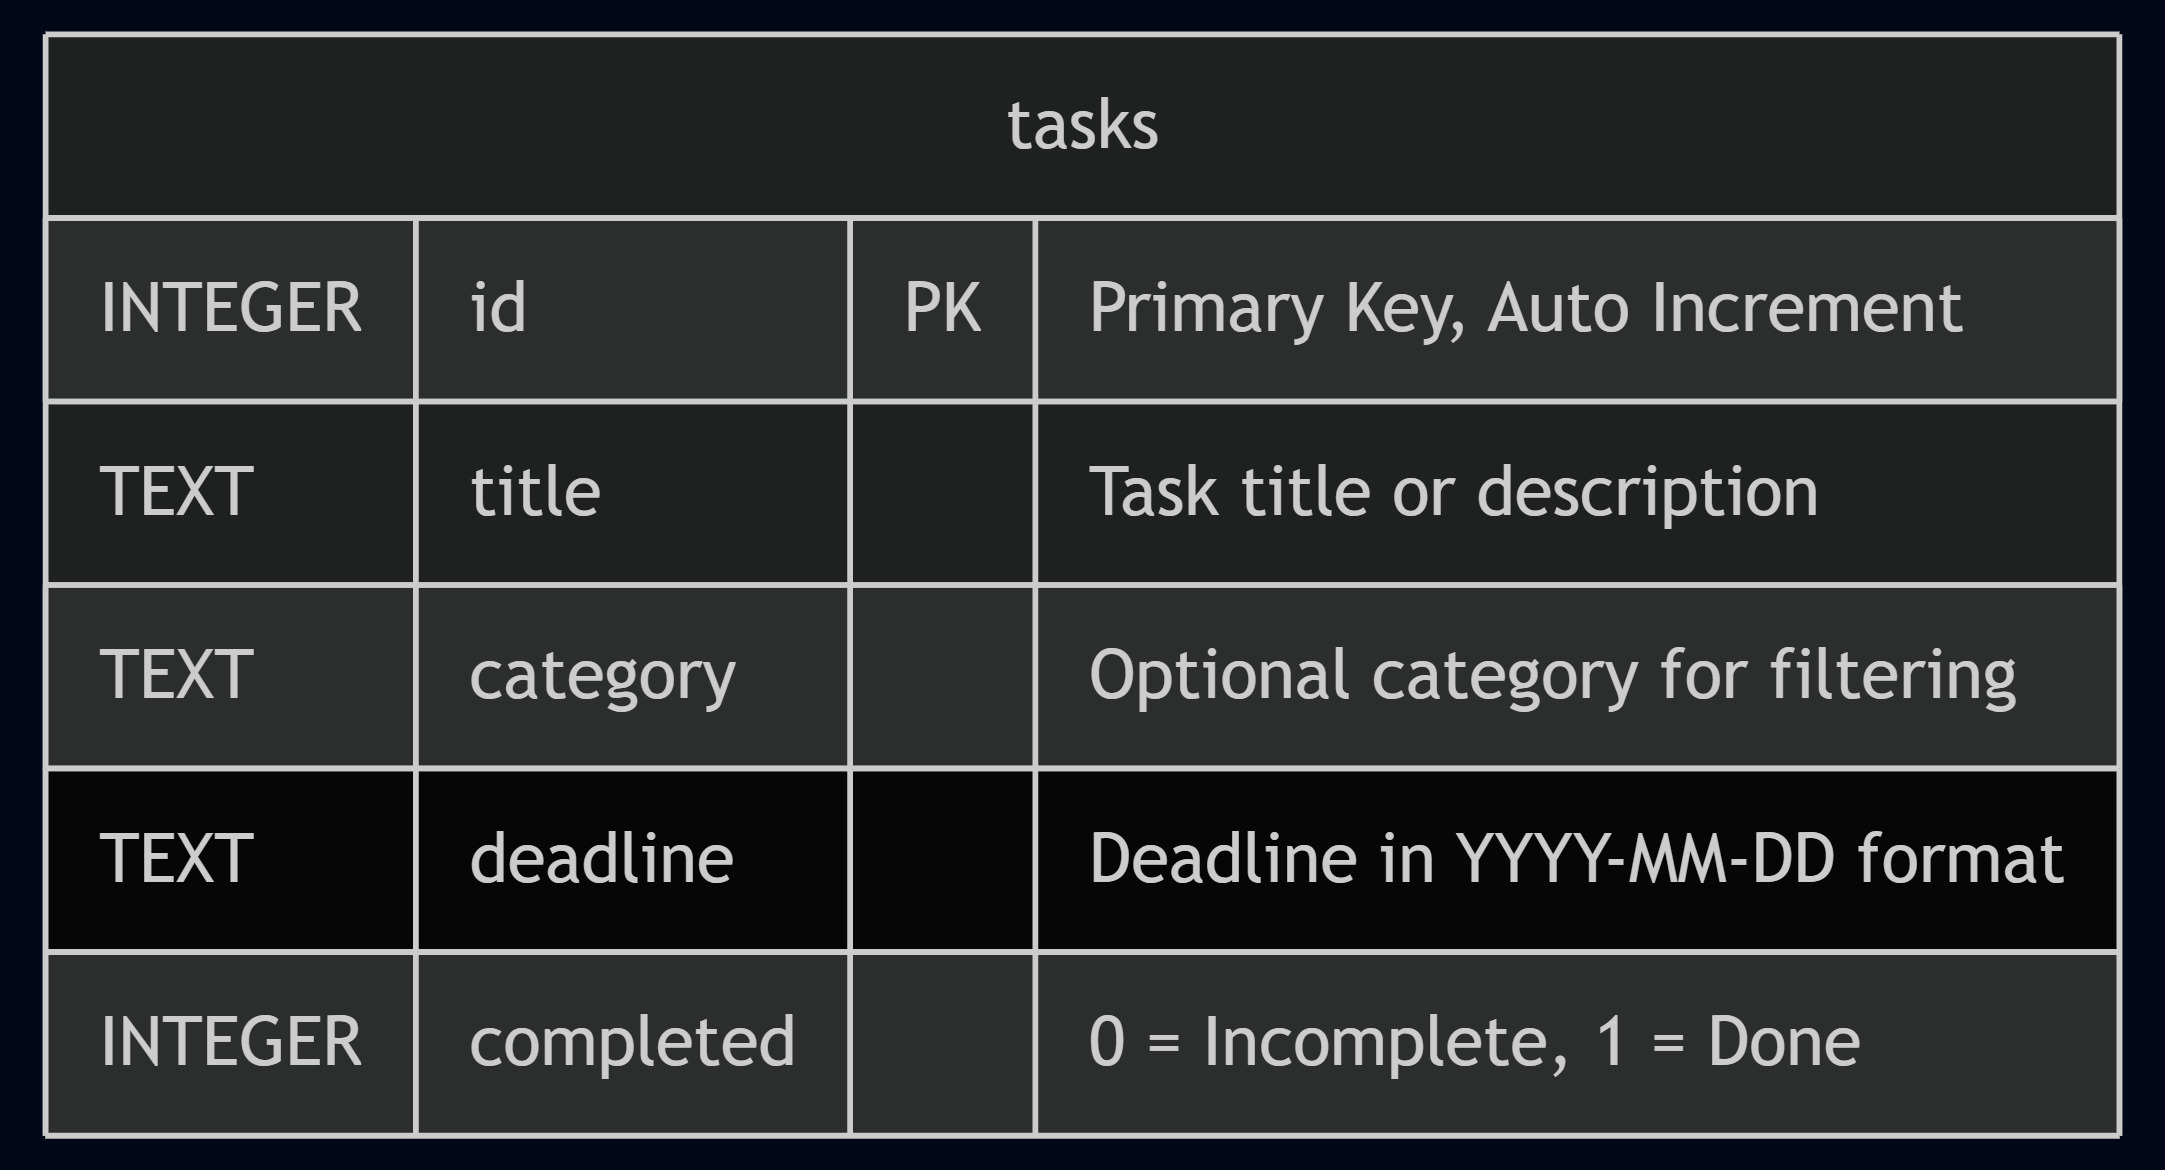 tasks
INTEGER id PK Primary Key, Auto Increment
TEXT title Task title or description
TEXT category Optional category for filtering
TEXT deadline Deadline in YYYY-MM-DD format
INTEGER completed 0 = Incomplete, 1 = Done